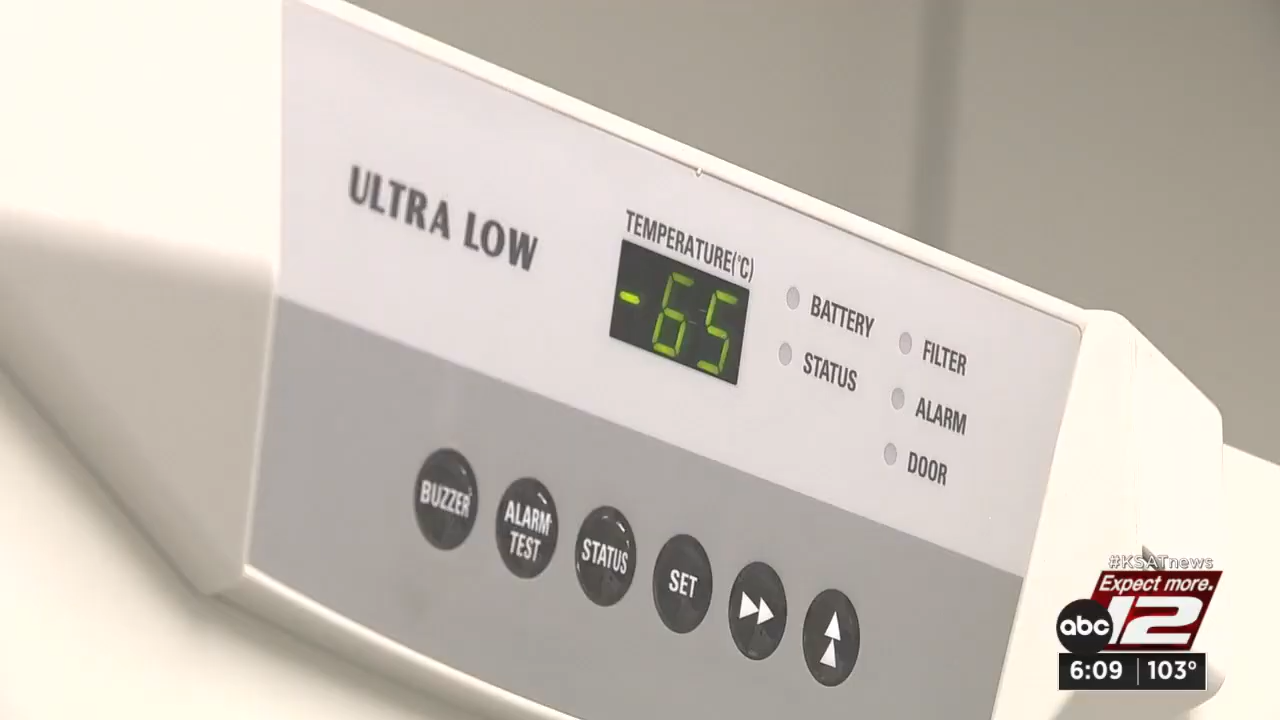 ULTRA LOW
TEMPERATURE(°C)
-65
BATTERY
STATUS
FILTER
ALARM
DOOR
BUZZER
ALARM
TEST
STATUS
SET
#KSATnews
Expect more.
abc 12
6:09 103°